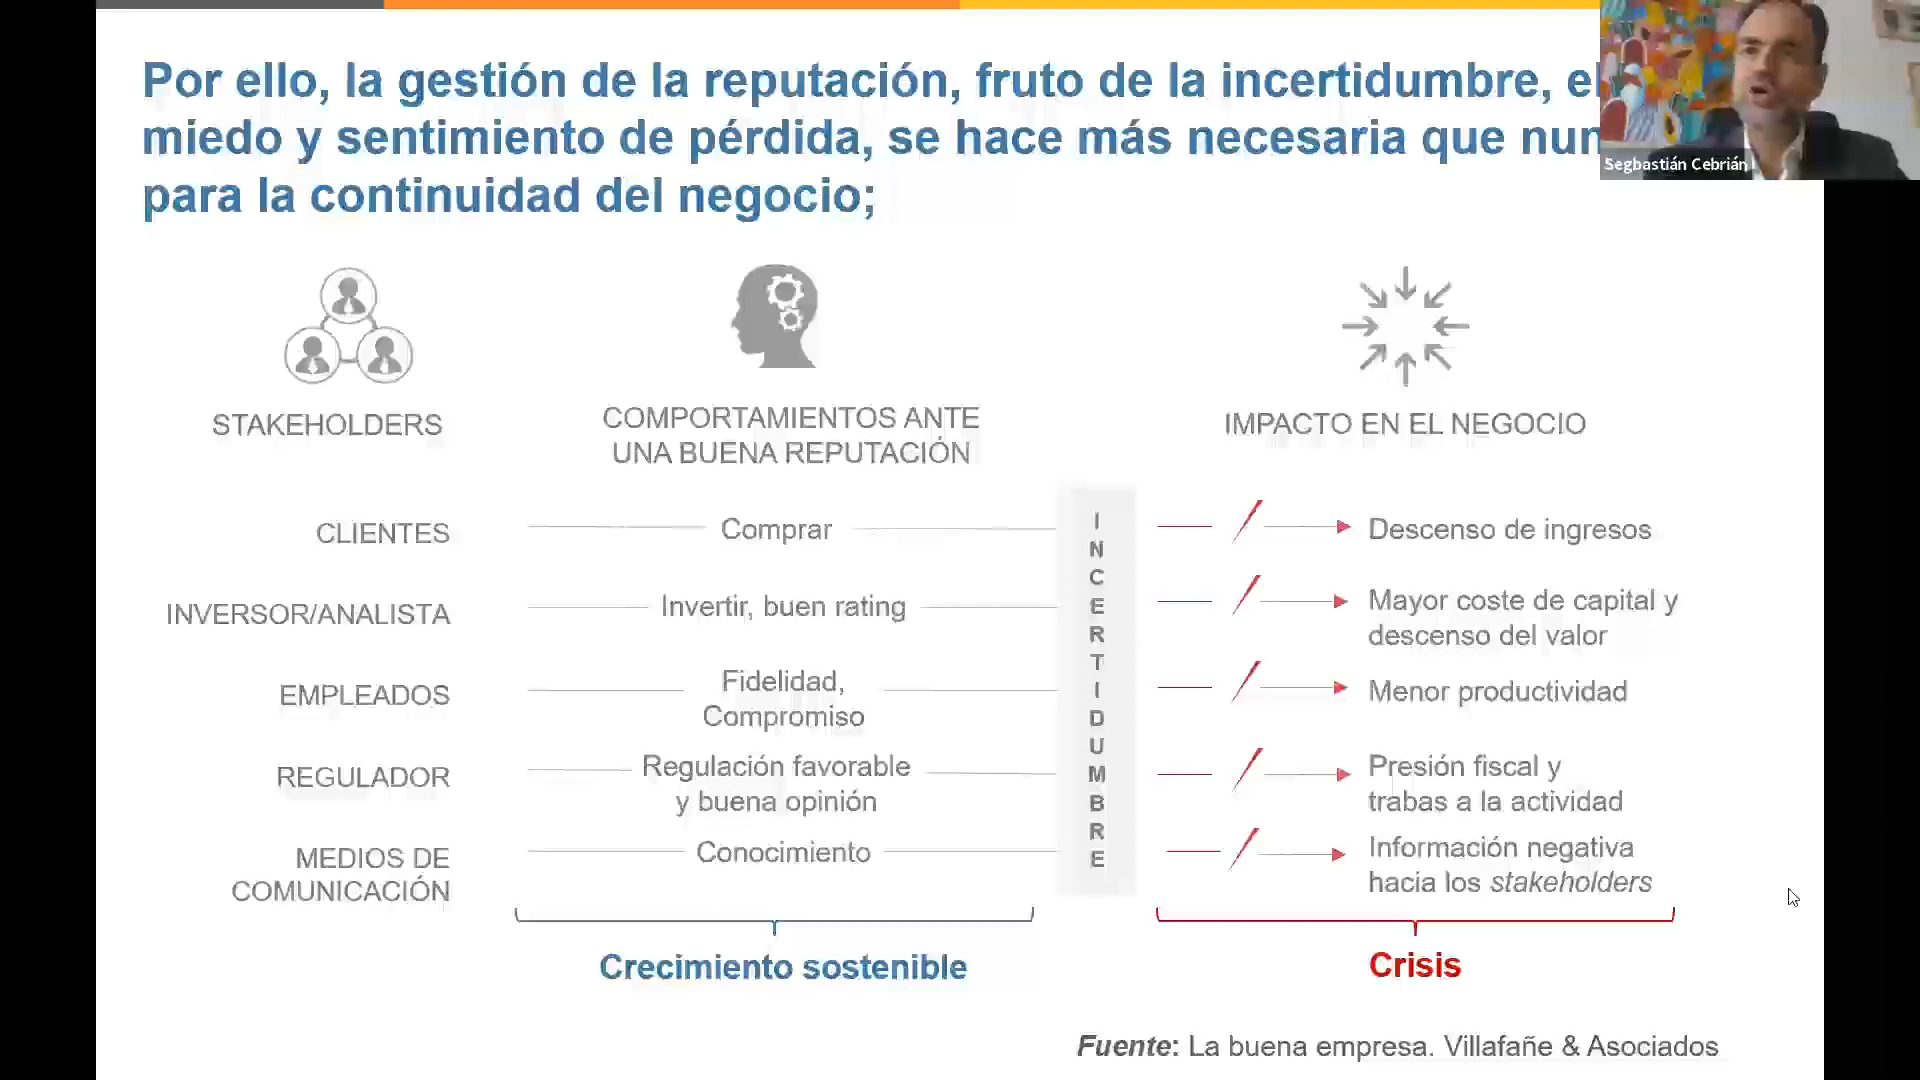 Por ello, la gestión de la reputación, fruto de la incertidumbre, el
miedo y sentimiento de pérdida, se hace más necesaria que nun
para la continuidad del negocio;
Segbastián Cebrián
STAKEHOLDERS
COMPORTAMIENTOS ANTE
UNA BUENA REPUTACIÓN
IMPACTO EN EL NEGOCIO
CLIENTES
Comprar
Descenso de ingresos
INVERSOR/ANALISTA
Invertir, buen rating
Mayor coste de capital y
descenso del valor
EMPLEADOS
Fidelidad,
Compromiso
Menor productividad
REGULADOR
Regulación favorable
y buena opinión
Presión fiscal y
trabas a la actividad
MEDIOS DE
COMUNICACIÓN
Conocimiento
Información negativa
hacia los stakeholders
INCERTIDUMBRE
Crecimiento sostenible
Crisis
Fuente: La buena empresa. Villafañe & Asociados